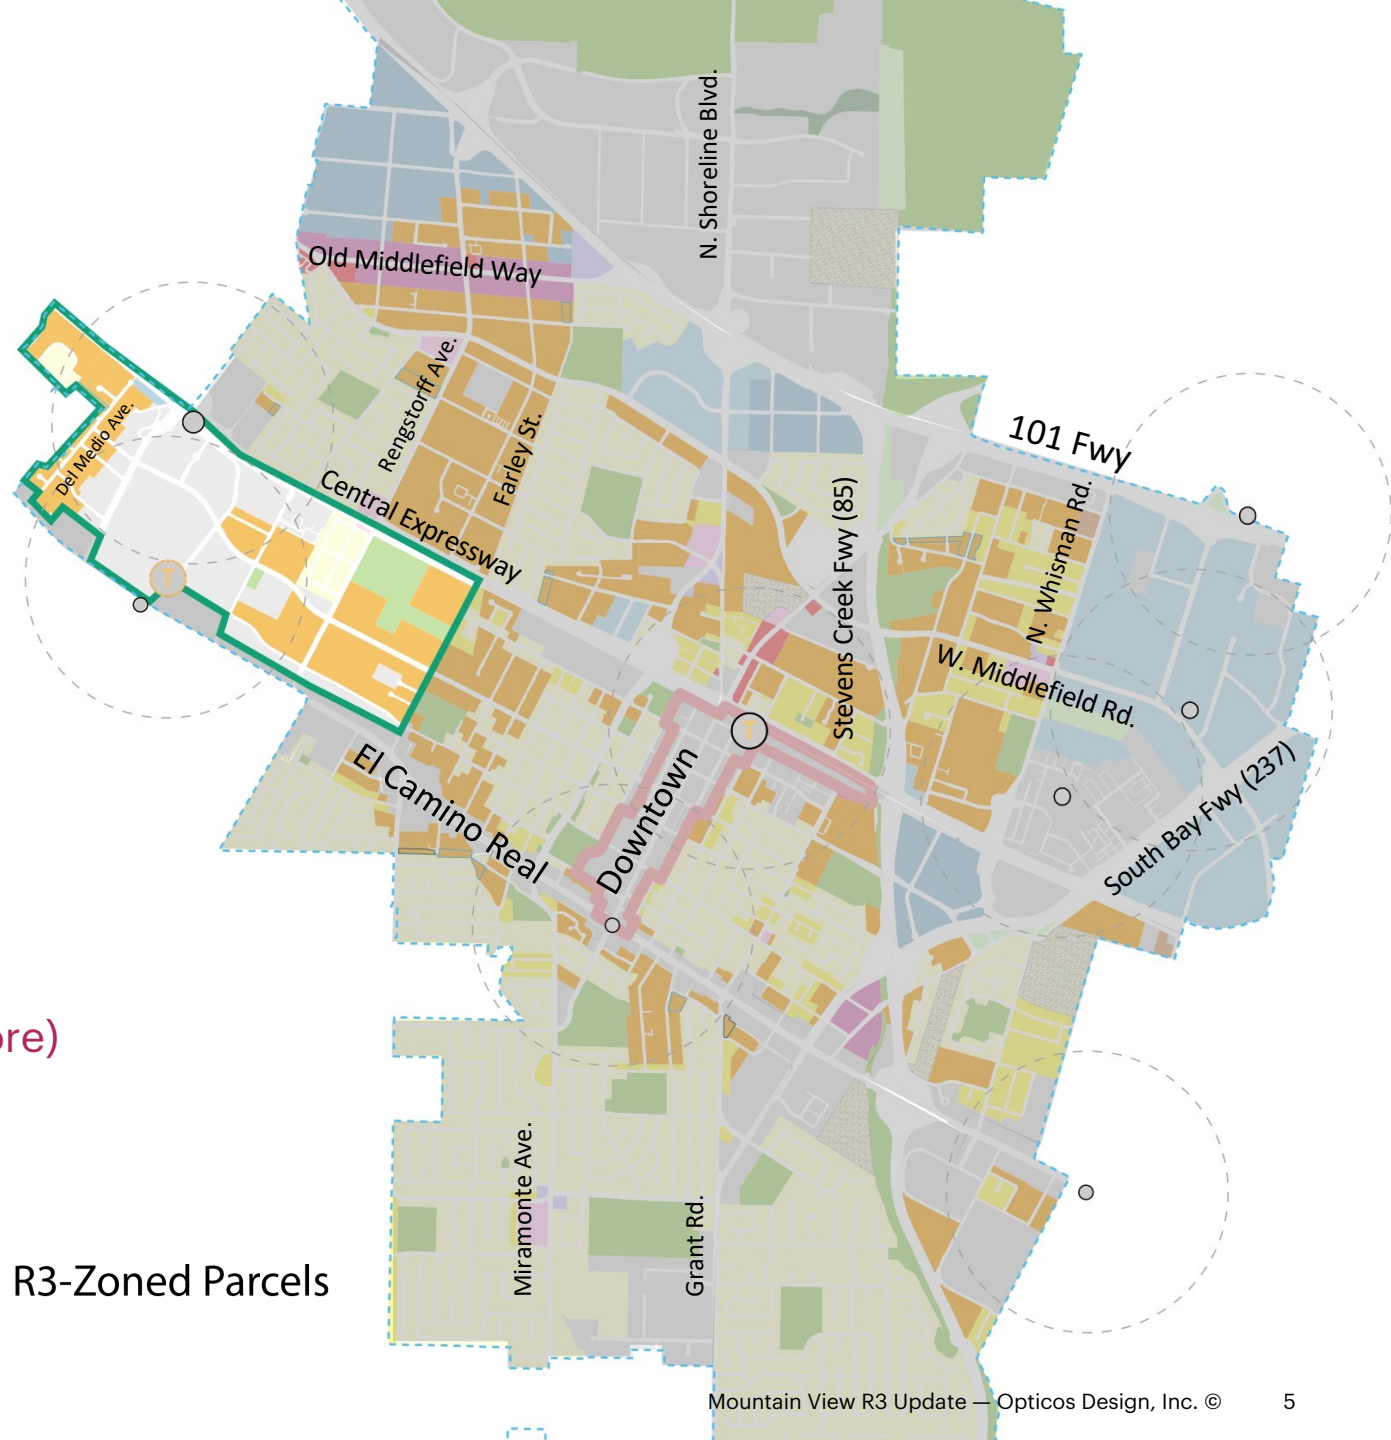 N. Shoreline Blvd.
Old Middlefield Way
Rengstorff Ave.
Farley St.
Del Medio Ave.
Central Expressway
101 Fwy
N. Whisman Rd.
Stevens Creek Fwy (85)
W. Middlefield Rd.
T
T
El Camino Real
Downtown
South Bay Fwy (237)
ore)
Miramonte Ave.
Grant Rd.
R3-Zoned Parcels
Mountain View R3 Update — Opticos Design, Inc. © 5